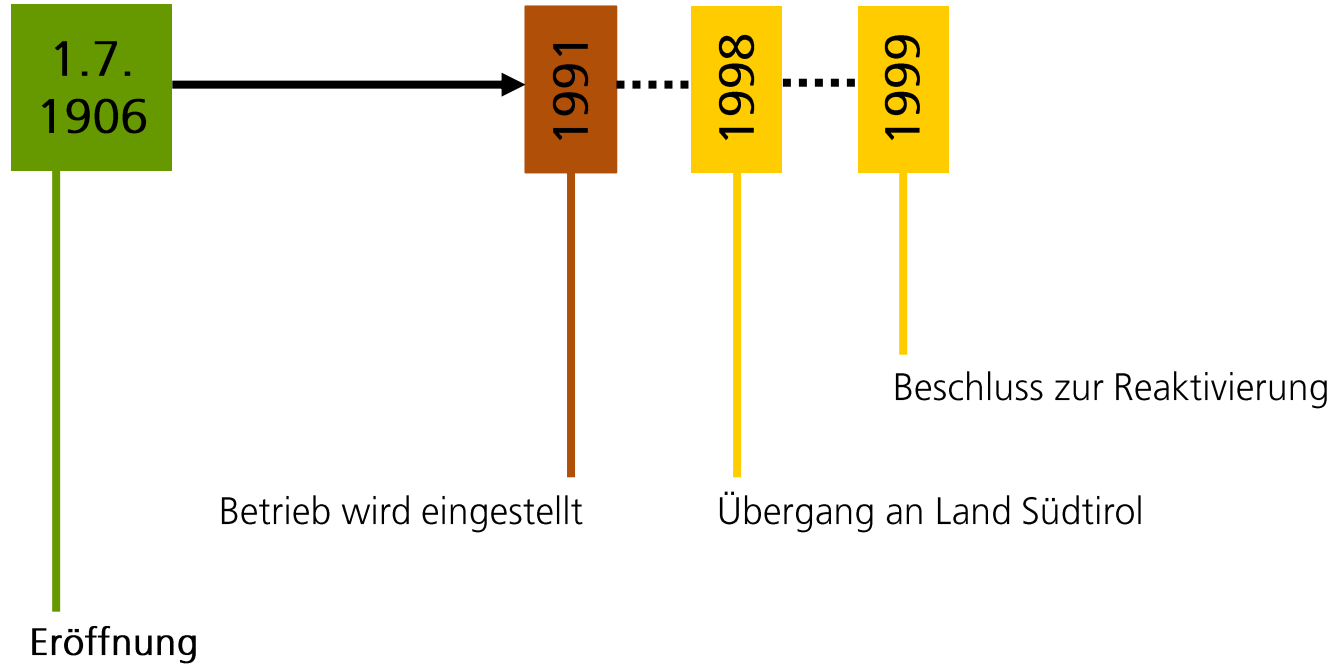 1.7.
1906
1991
1998
1999
Beschluss zur Reaktivierung
Betrieb wird eingestellt
Übergang an Land Südtirol
Eröffnung